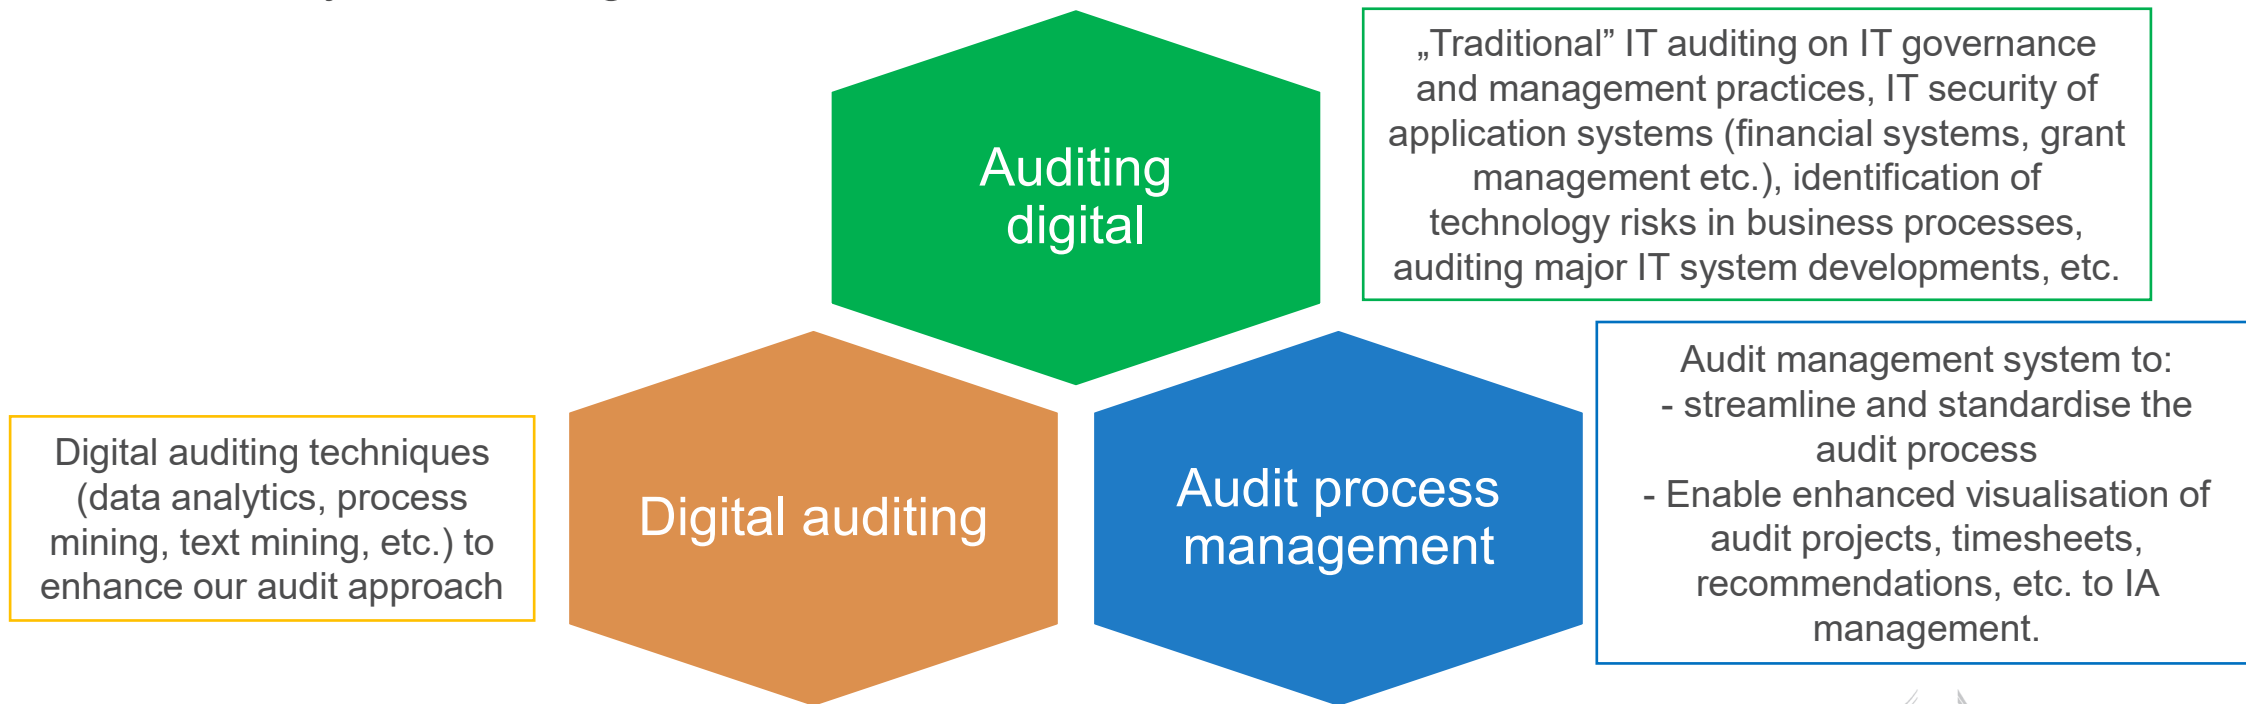 Auditing
digital
„Traditional” IT auditing on IT governance
and management practices, IT security of
application systems (financial systems, grant
management etc.), identification of
technology risks in business processes,
auditing major IT system developments, etc.
Digital auditing techniques
(data analytics, process
mining, text mining, etc.) to
enhance our audit approach
Digital auditing
Audit process
management
Audit management system to:
- streamline and standardise the
audit process
- Enable enhanced visualisation of
audit projects, timesheets,
recommendations, etc. to IA
management.